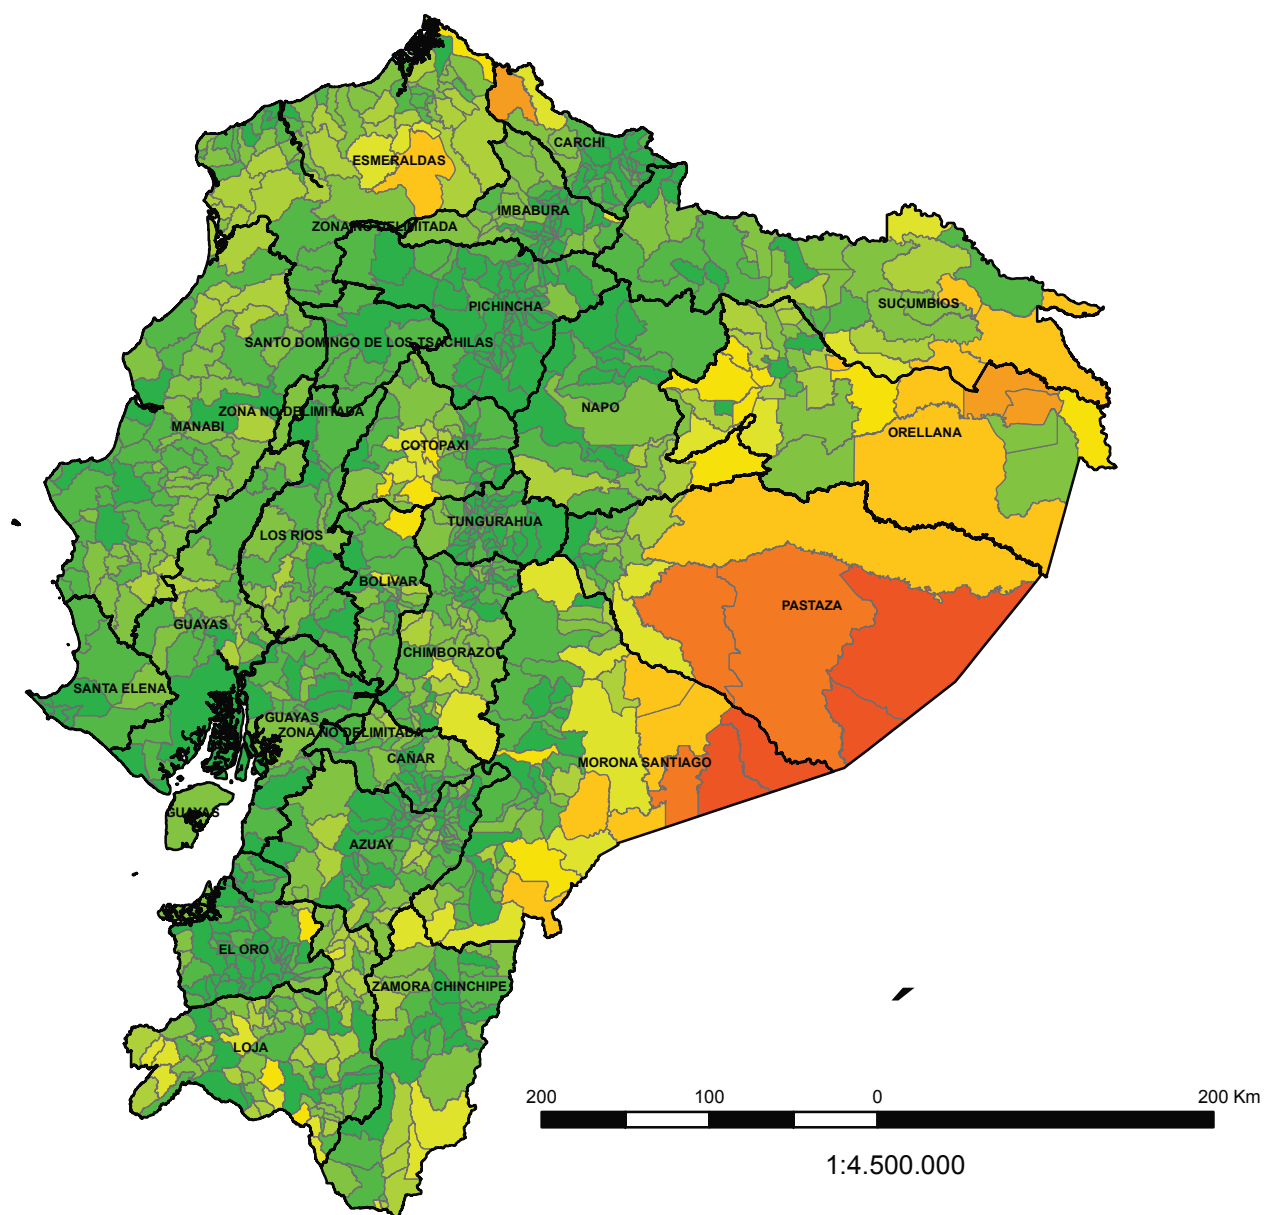 CARCHI
ESMERALDAS
IMBABURA
ZONA NO DELIMITADA
SUCUMBIOS
PICHINCHA
SANTO DOMINGO DE LOS TSACHILAS
NAPO
ZONA NO DELIMITADA
MANABI
ORELLANA
COTOPAXI
TUNGURAHUA
LOS RIOS
BOLIVAR
PASTAZA
GUAYAS
CHIMBORAZO
SANTA ELENA
GUAYAS
ZONA NO DELIMITADA
CAÑAR
MORONA SANTIAGO
GUAYAS
AZUAY
EL ORO
ZAMORA CHINCHIPE
LOJA
200 100 0 200 Km
1:4.500.000